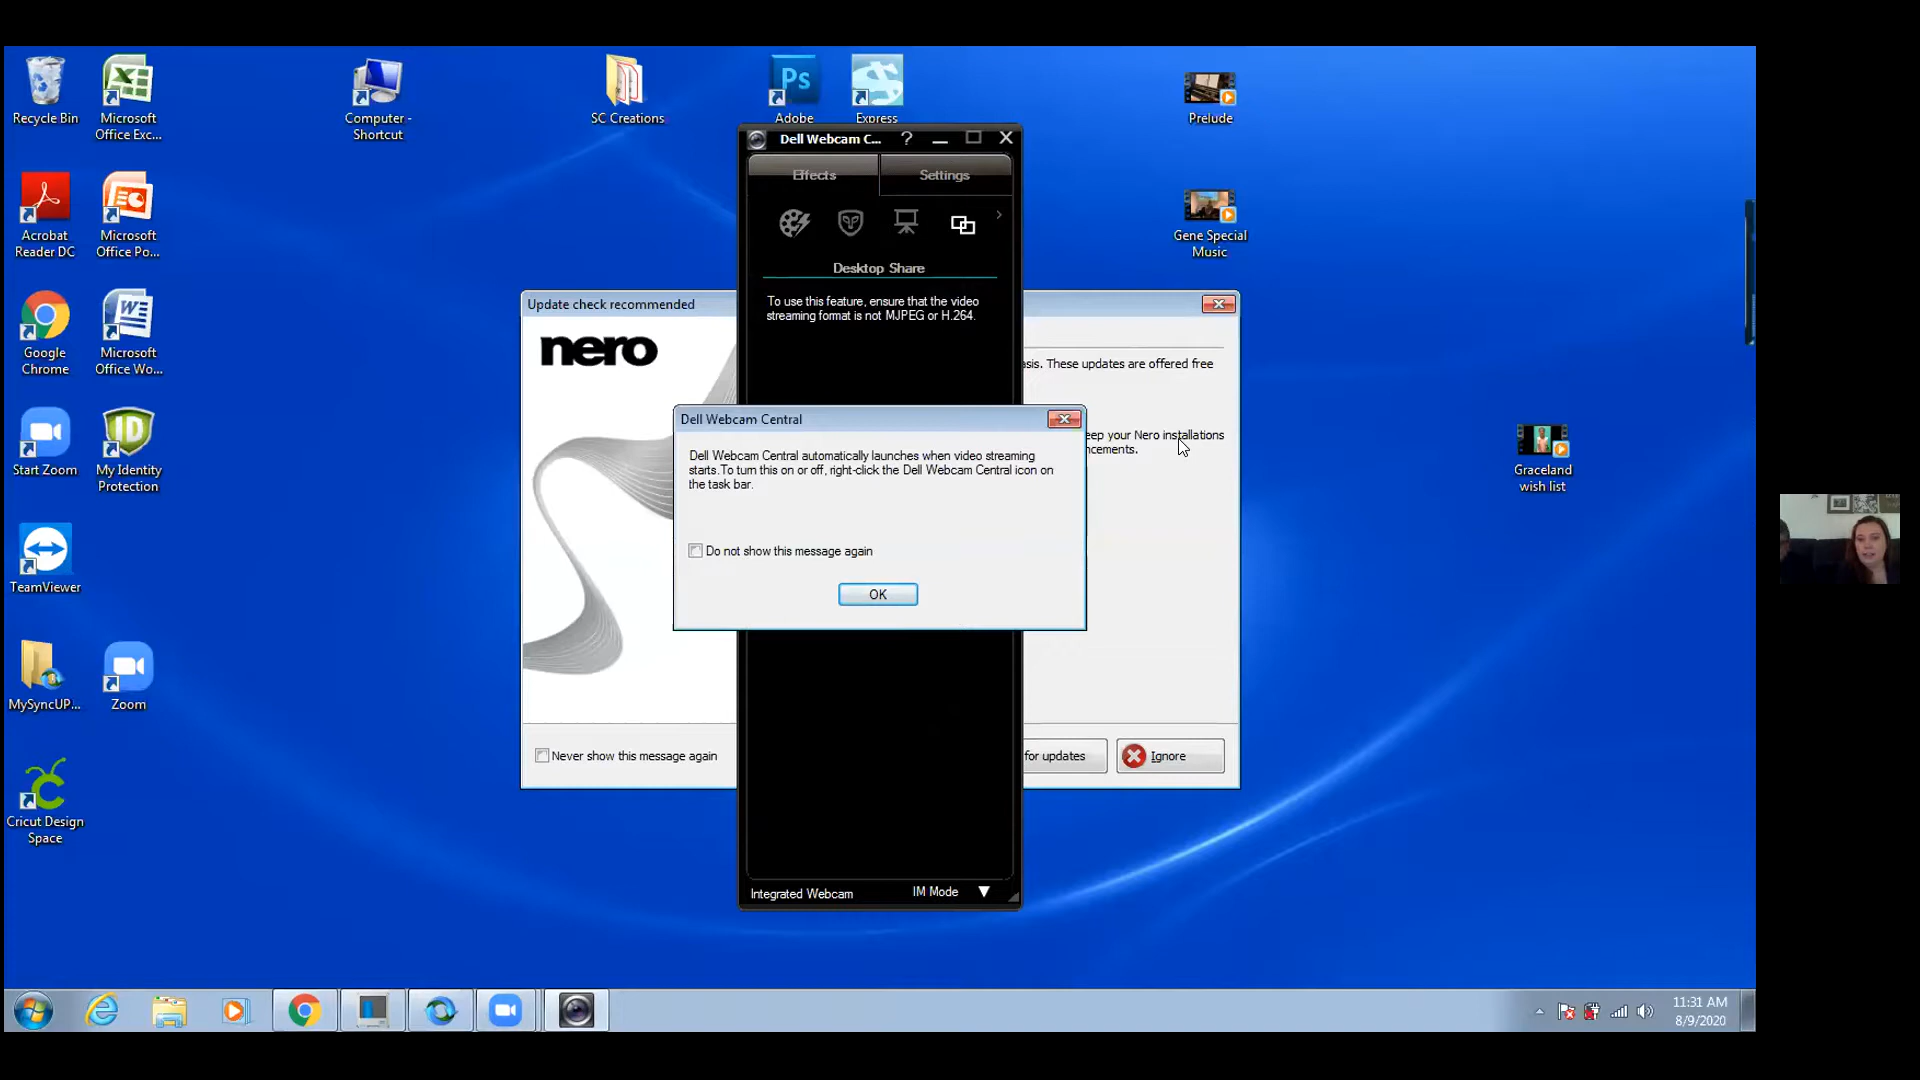 Recycle Bin
Microsoft
Office Exc...
Computer -
Shortcut
SC Creations
Ps
Adobe
Express
Prelude
Acrobat
Reader DC
Microsoft
Office Po...
Gene Special
Music
Google
Chrome
Microsoft
Office Wo...
Start Zoom
ID
My Identity
Protection
Graceland
wish list
TeamViewer
MySyncUP...
Zoom
Cricut Design
Space
Dell Webcam C...
Effects
Settings
Desktop Share
To use this feature, ensure that the video
streaming format is not MJPEG or H.264.
Integrated Webcam
IM Mode
Update check recommended
nero
These updates are offered free
eep your Nero installations
ncements.
Never show this message again
for updates
Ignore
Dell Webcam Central
Dell Webcam Central automatically launches when video streaming
starts.To turn this on or off, right-click the Dell Webcam Central icon on
the task bar.
Do not show this message again
OK
11:31 AM
8/9/2020